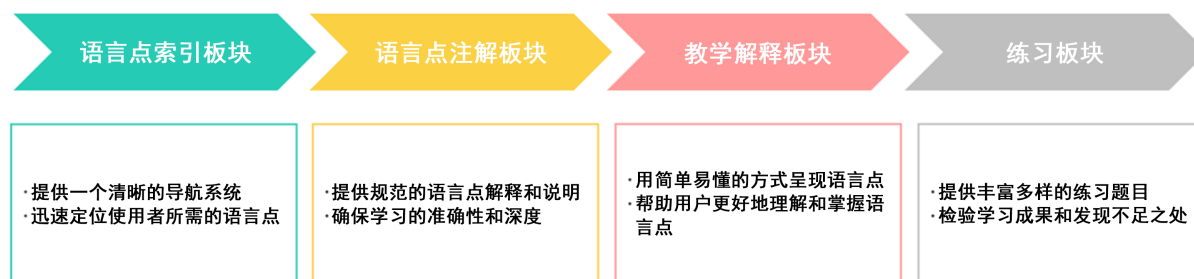 语言点索引板块
语言点注解板块
教学解释板块
练习板块
·提供一个清晰的导航系统
·迅速定位使用者所需的语言点
·提供规范的语言点解释和说明
·确保学习的准确性和深度
·用简单易懂的方式呈现语言点
·帮助用户更好地理解和掌握语
言点
·提供丰富多样的练习题目
·检验学习成果和发现不足之处